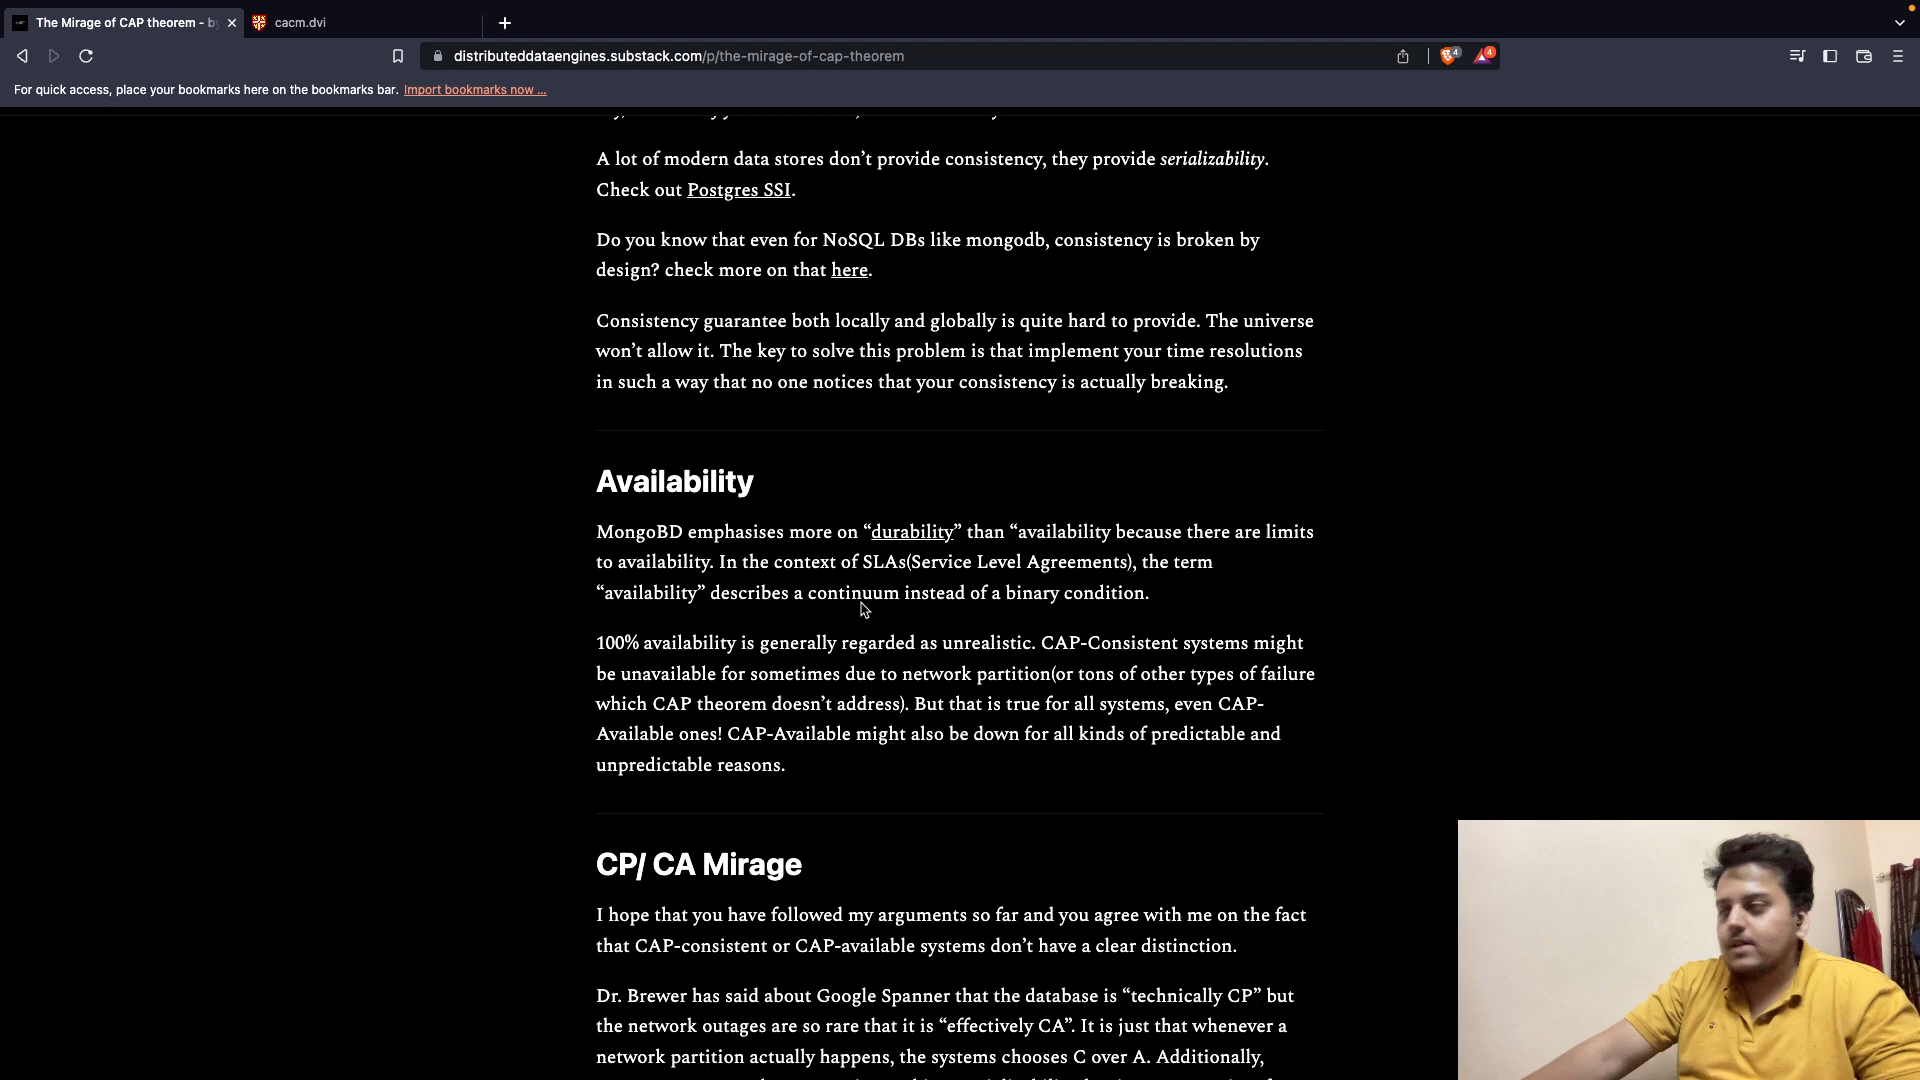 The Mirage of CAP theorem - by
cacm.dvi
distributeddataengines.substack.com/p/the-mirage-of-cap-theorem
4
4
For quick access, place your bookmarks here on the bookmarks bar. Import bookmarks now ...
A lot of modern data stores don’t provide consistency, they provide serializability.
Check out Postgres SSI.
Do you know that even for NoSQL DBs like mongodb, consistency is broken by
design? check more on that here.
Consistency guarantee both locally and globally is quite hard to provide. The universe
won’t allow it. The key to solve this problem is that implement your time resolutions
in such a way that no one notices that your consistency is actually breaking.
Availability
MongoBD emphasises more on “durability” than “availability because there are limits
to availability. In the context of SLAs(Service Level Agreements), the term
“availability” describes a continuum instead of a binary condition.
100% availability is generally regarded as unrealistic. CAP-Consistent systems might
be unavailable for sometimes due to network partition(or tons of other types of failure
which CAP theorem doesn’t address). But that is true for all systems, even CAP-
Available ones! CAP-Available might also be down for all kinds of predictable and
unpredictable reasons.
CP/ CA Mirage
I hope that you have followed my arguments so far and you agree with me on the fact
that CAP-consistent or CAP-available systems don’t have a clear distinction.
Dr. Brewer has said about Google Spanner that the database is “technically CP” but
the network outages are so rare that it is “effectively CA”. It is just that whenever a
network partition actually happens, the systems chooses C over A. Additionally,